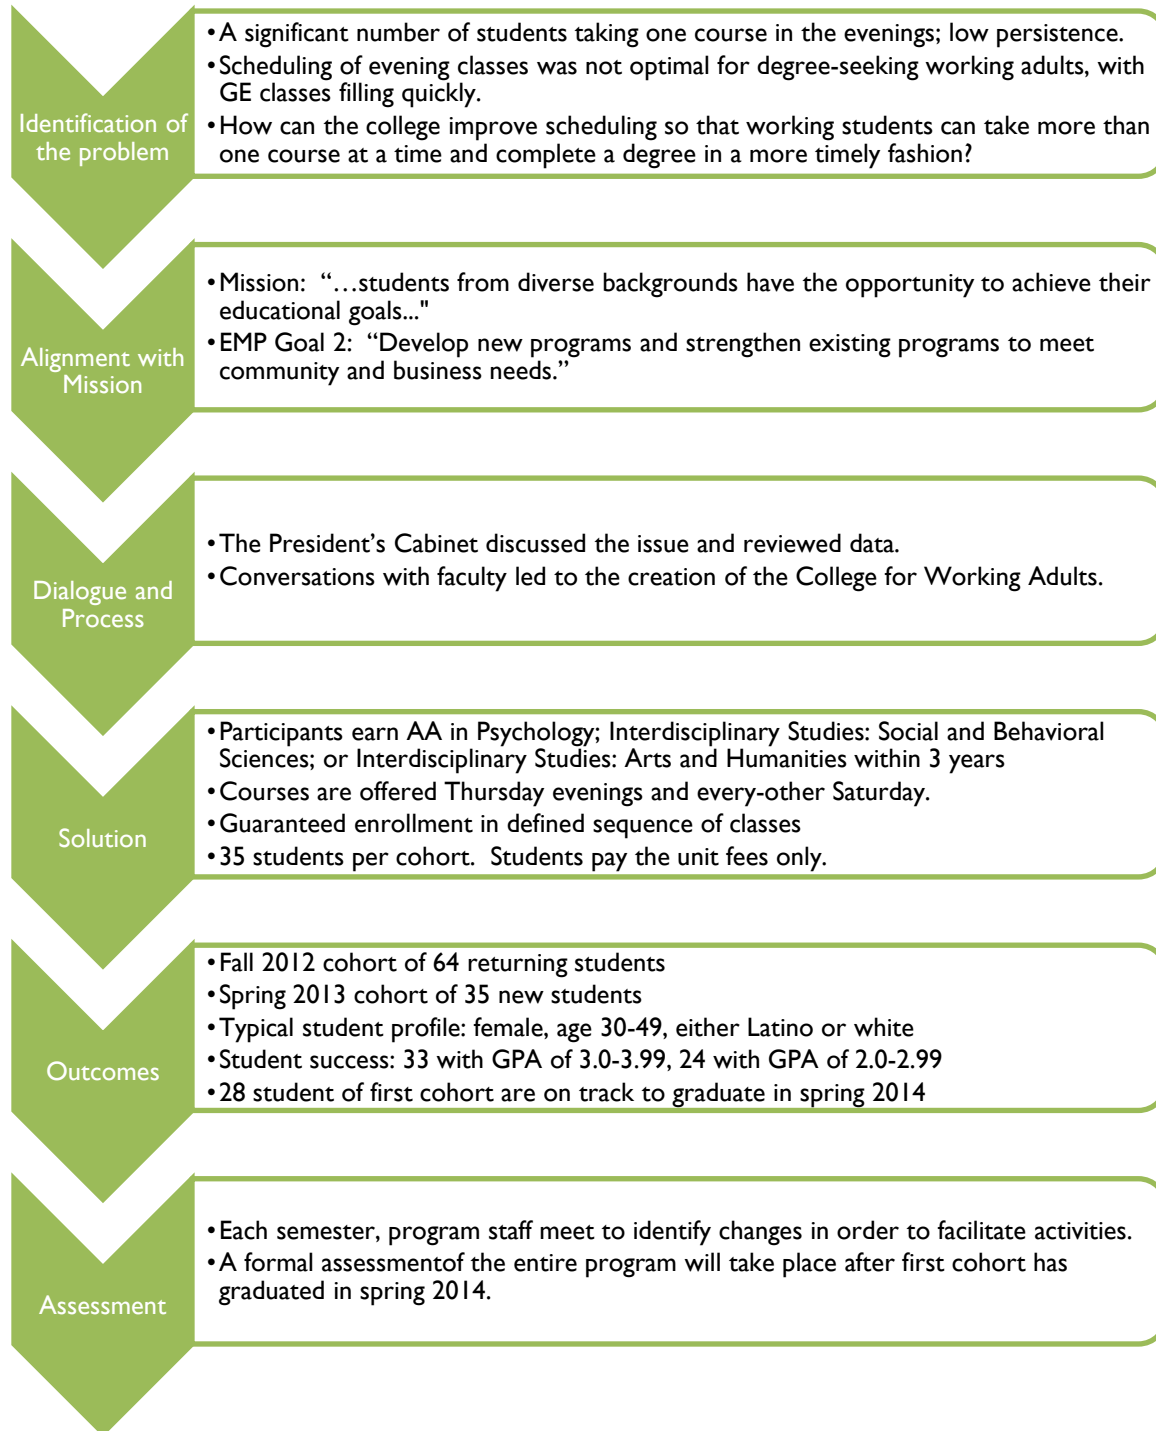 Identification of
the problem
•A significant number of students taking one course in the evenings; low persistence.
•Scheduling of evening classes was not optimal for degree-seeking working adults, with
GE classes filling quickly.
•How can the college improve scheduling so that working students can take more than
one course at a time and complete a degree in a more timely fashion?
Alignment with
Mission
•Mission: “…students from diverse backgrounds have the opportunity to achieve their
educational goals..."
•EMP Goal 2: “Develop new programs and strengthen existing programs to meet
community and business needs.”
Dialogue and
Process
•The President’s Cabinet discussed the issue and reviewed data.
•Conversations with faculty led to the creation of the College for Working Adults.
Solution
•Participants earn AA in Psychology; Interdisciplinary Studies: Social and Behavioral
Sciences; or Interdisciplinary Studies: Arts and Humanities within 3 years
•Courses are offered Thursday evenings and every-other Saturday.
•Guaranteed enrollment in defined sequence of classes
•35 students per cohort. Students pay the unit fees only.
Outcomes
•Fall 2012 cohort of 64 returning students
•Spring 2013 cohort of 35 new students
•Typical student profile: female, age 30-49, either Latino or white
•Student success: 33 with GPA of 3.0-3.99, 24 with GPA of 2.0-2.99
•28 student of first cohort are on track to graduate in spring 2014
Assessment
•Each semester, program staff meet to identify changes in order to facilitate activities.
•A formal assessmentof the entire program will take place after first cohort has
graduated in spring 2014.